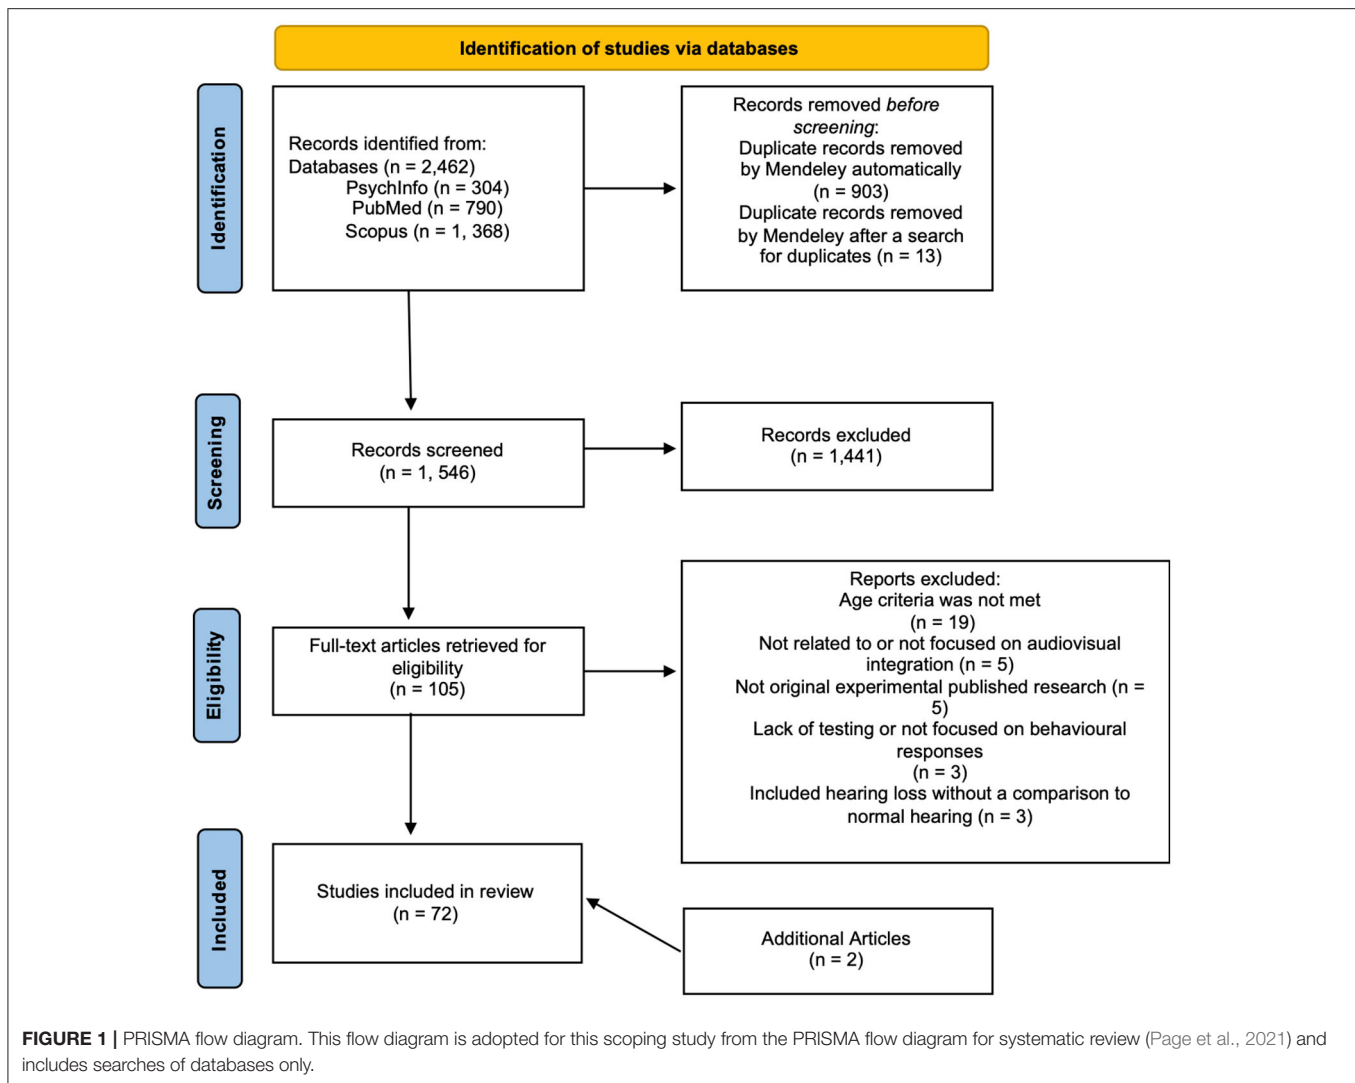 Identification of studies via databases
Identification
Records identified from:
Databases (n = 2,462)
PsychInfo (n = 304)
PubMed (n = 790)
Scopus (n = 1, 368)
Records removed before
screening:
Duplicate records removed
by Mendeley automatically
(n = 903)
Duplicate records removed
by Mendeley after a search
for duplicates (n = 13)
Screening
Records screened
(n = 1, 546)
Records excluded
(n = 1,441)
Eligibility
Full-text articles retrieved for
eligibility
(n = 105)
Reports excluded:
Age criteria was not met
(n = 19)
Not related to or not focused on audiovisual
integration (n = 5)
Not original experimental published research (n =
5)
Lack of testing or not focused on behavioural
responses
(n = 3)
Included hearing loss without a comparison to
normal hearing (n = 3)
Included
Studies included in review
(n = 72)
Additional Articles
(n = 2)
FIGURE 1 | PRISMA flow diagram. This flow diagram is adopted for this scoping study from the PRISMA flow diagram for systematic review (Page et al., 2021) and
includes searches of databases only.